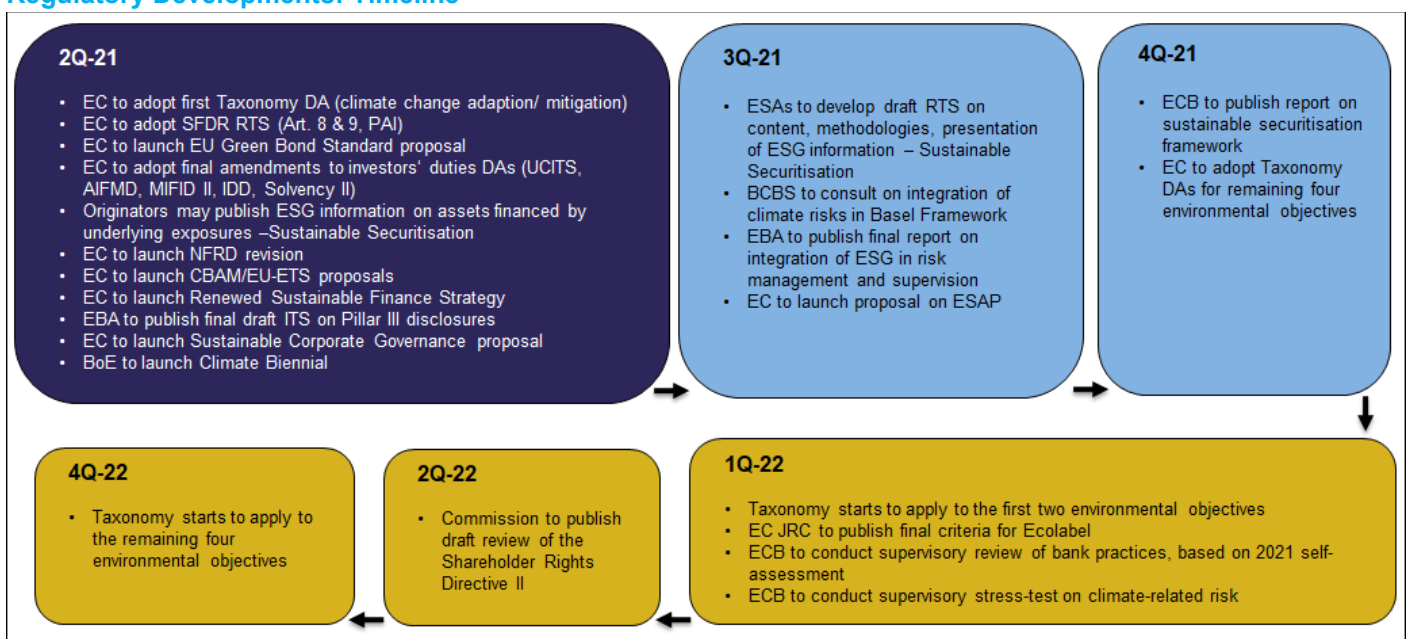 Regulatory Developments: Timeline
2Q-21
• EC to adopt first Taxonomy DA (climate change adaption/ mitigation)
• EC to adopt SFDR RTS (Art. 8 & 9, PAI)
• EC to launch EU Green Bond Standard proposal
• EC to adopt final amendments to investors‘ duties DAs (UCITS,
AIFMD, MIFID II, IDD, Solvency II)
• Originators may publish ESG information on assets financed by
underlying exposures –Sustainable Securitisation
• EC to launch NFRD revision
• EC to launch CBAM/EU-ETS proposals
• EC to launch Renewed Sustainable Finance Strategy
• EBA to publish final draft ITS on Pillar III disclosures
• EC to launch Sustainable Corporate Governance proposal
• BoE to launch Climate Biennial
3Q-21
• ESAs to develop draft RTS on
content, methodologies, presentation
of ESG information – Sustainable
Securitisation
• BCBS to consult on integration of
climate risks in Basel Framework
• EBA to publish final report on
integration of ESG in risk
management and supervision
• EC to launch proposal on ESAP
4Q-21
• ECB to publish report on
sustainable securitisation
framework
• EC to adopt Taxonomy
DAs for remaining four
environmental objectives
1Q-22
• Taxonomy starts to apply to the first two environmental objectives
• EC JRC to publish final criteria for Ecolabel
• ECB to conduct supervisory review of bank practices, based on 2021 self-
assessment
• ECB to conduct supervisory stress-test on climate-related risk
2Q-22
• Commission to publish
draft review of the
Shareholder Rights
Directive II
4Q-22
• Taxonomy starts to apply to
the remaining four
environmental objectives